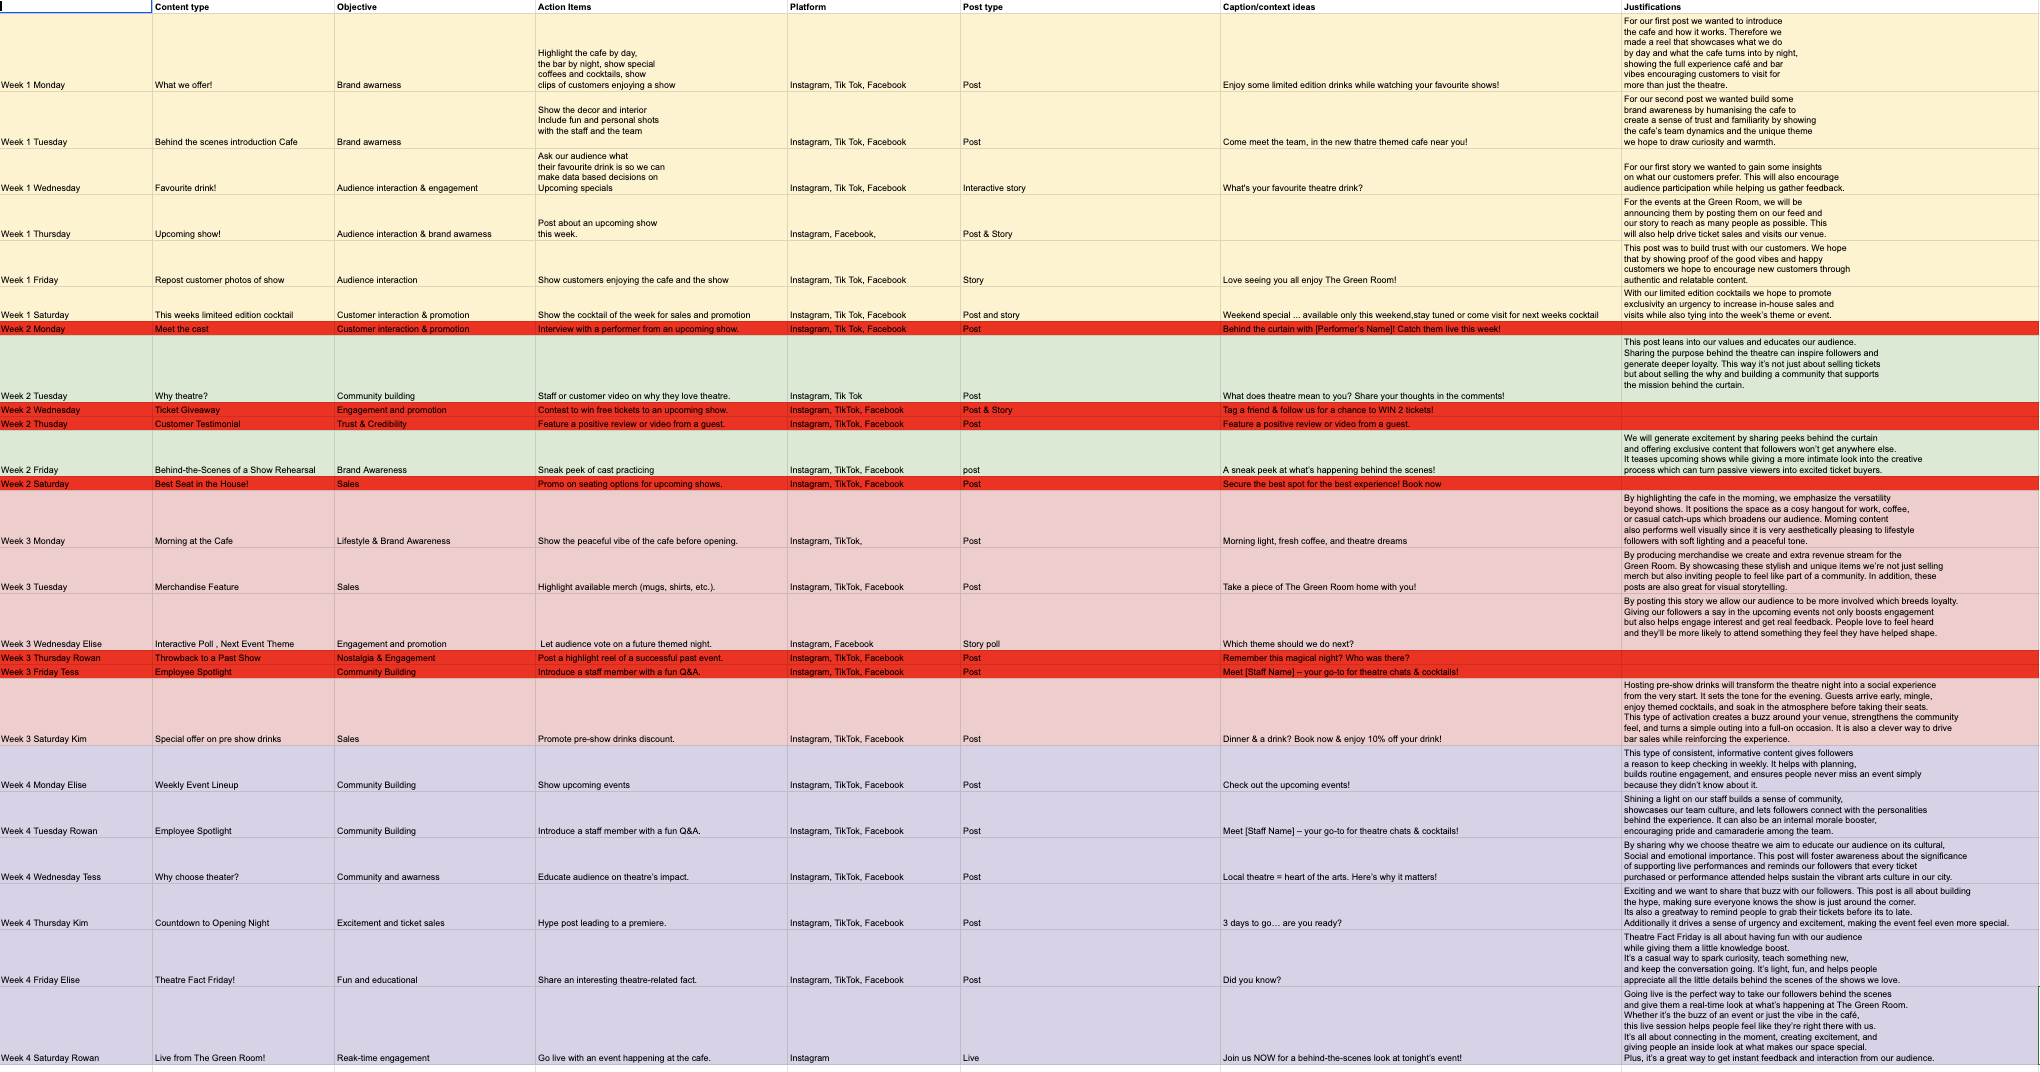 Content type Objective Action Items Platform Post type Caption/context ideas Justifications
For our first post we wanted to introduce
the cafe and how it works. Therefore we
made a reel that showcases what we do
Highlight the cafe by day, by day and what the cafe turns into by night,
the bar by night, show special showing the full experience café and bar
coffees and cocktails, show vibes encouraging customers to visit for
Week 1 Monday What we offer! Brand awarness clips of customers enjoying a show Instagram, Tik Tok, Facebook Post Enjoy some limited edition drinks while watching your favourite shows! more than just the theatre.
For our second post we wanted build some
Show the decor and interior brand awareness by humanising the cafe to
Include fun and personal shots create a sense of trust and familiarity by showing
with the staff and the team the cafe's team dynamics and the unique theme
Week 1 Tuesday Behind the scenes introduction Cafe Brand awarness Instagram, Tik Tok, Facebook Post Come meet the team, in the new thatre themed cafe near you! we hope to draw curiosity and warmth.
Ask our audience what
their favourite drink is so we can For our first story we wanted to gain some insights
make data based decisions on on what our customers prefer. This will also encourage
Week 1 Wednesday Favourite drink! Audience interaction & engagement Upcoming specials Instagram, Tik Tok, Facebook Interactive story What's your favourite theatre drink? audience participation while helping us gather feedback.
For the events at the Green Room, we will be
announcing them by posting them on our feed and
Post about an upcoming show our story to reach as many people as possible. This
Week 1 Thursday Upcoming show! Audience interaction & brand awarness this week. Instagram, Facebook, Post & Story will also help drive ticket sales and visits our venue.
This post was to build trust with our customers. We hope
that by showing proof of the good vibes and happy
customers we hope to encourage new customers through
Week 1 Friday Repost customer photos of show Audience interaction Show customers enjoying the cafe and the show Instagram, Tik Tok, Facebook Story Love seeing you all enjoy The Green Room! authentic and relatable content.
With our limited edition cocktails we hope to promote
exclusivity an urgency to increase in-house sales and
Week 1 Saturday This weeks limiteed edition cocktail Customer interaction & promotion Show the cocktail of the week for sales and promotion Instagram, Tik Tok, Facebook Post and story Weekend special ... available only this weekend,stay tuned or come visit for next weeks cocktail visits while also tying into the week's theme or event.
Week 2 Monday Meet the cast Customer interaction & promotion Interview with a performer from an upcoming show. Instagram, Tik Tok, Facebook Post Behind the curtain with [Performer's Name]! Catch them live this week!
This post leans into our values and educates our audience.
Sharing the purpose behind the theatre can inspire followers and
generate deeper loyalty. This way it's not just about selling tickets
but about selling the why and building a community that supports
the mission behind the curtain.
Week 2 Tuesday Why theatre? Community building Staff or customer video on why they love theatre. Instagram, Tik Tok Post What does theatre mean to you? Share your thoughts in the comments!
Week 2 Wednesday Ticket Giveaway Engagement and promotion Contest to win free tickets to an upcoming show. Instagram, TikTok, Facebook Post & Story Tag a friend & follow us for a chance to WIN 2 tickets!
Week 2 Thusday Customer Testimonial Trust & Credibility Feature a positive review or video from a guest. Instagram, TikTok, Facebook Post Feature a positive review or video from a guest.
We will generate excitement by sharing peeks behind the curtain
and offering exclusive content that followers won't get anywhere else.
It teases upcoming shows while giving a more intimate look into the creative
Week 2 Friday Behind-the-Scenes of a Show Rehearsal Brand Awareness Sneak peek of cast practicing Instagram, TikTok, Facebook post A sneak peek at what's happening behind the scenes! process which can turn passive viewers into excited ticket buyers.
Week 2 Saturday Best Seat in the House! Sales Promo on seating options for upcoming shows. Instagram, TikTok, Facebook Post Secure the best spot for the best experience! Book now
By highlighting the cafe in the morning, we emphasize the versatility
beyond shows. It positions the space as a cosy hangout for work, coffee,
or casual catch-ups which broadens our audience. Morning content
also performs well visually since it is very aesthetically pleasing to lifestyle
Week 3 Monday Morning at the Cafe Lifestyle & Brand Awareness Show the peaceful vibe of the cafe before opening. Instagram, TikTok, Post Morning light, fresh coffee, and theatre dreams followers with soft lighting and a peaceful tone.
By producing merchandise we create and extra revenue stream for the
Green Room. By showcasing these stylish and unique items we're not just selling
merch but also inviting people to feel like part of a community. In addition, these
Week 3 Tuesday Merchandise Feature Sales Highlight available merch (mugs, shirts, etc.). Instagram, TikTok, Facebook Post Take a piece of The Green Room home with you! posts are also great for visual storytelling.
By posting this story we allow our audience to be more involved which breeds loyalty.
Giving our followers a say in the upcoming events not only boosts engagement
but also helps engage interest and get real feedback. People love to feel heard
and they'll be more likely to attend something they feel they have helped shape.
Week 3 Wednesday Elise Interactive Poll , Next Event Theme Engagement and promotion Let audience vote on a future themed night. Instagram, Facebook Story poll Which theme should we do next?
Week 3 Thursday Rowan Throwback to a Past Show Nostalgia & Engagement Post a highlight reel of a successful past event. Instagram, TikTok, Facebook Post Remember this magical night? Who was there?
Week 3 Friday Tess Employee Spotlight Community Building Introduce a staff member with a fun Q&A. Instagram, TikTok, Facebook Post Meet [Staff Name] – your go-to for theatre chats & cocktails!
Hosting pre-show drinks will transform the theatre night into a social experience
from the very start. It sets the tone for the evening. Guests arrive early, mingle,
enjoy themed cocktails, and soak in the atmosphere before taking their seats.
This type of activation creates a buzz around your venue, strengthens the community
feel, and turns a simple outing into a full-on occasion. It is also a clever way to drive
Week 3 Saturday Kim Special offer on pre show drinks Sales Promote pre-show drinks discount. Instagram, TikTok, Facebook Post Dinner & a drink? Book now & enjoy 10% off your drink! bar sales while reinforcing the experience.
This type of consistent, informative content gives followers
a reason to keep checking in weekly. It helps with planning,
builds routine engagement, and ensures people never miss an event simply
Week 4 Monday Elise Weekly Event Lineup Community Building Show upcoming events Instagram, TikTok, Facebook Post Check out the upcoming events! because they didn't know about it.
Shining a light on our staff builds a sense of community,
showcases our team culture, and lets followers connect with the personalities
behind the experience. It can also be an internal morale booster,
Week 4 Tuesday Rowan Employee Spotlight Community Building Introduce a staff member with a fun Q&A. Instagram, TikTok, Facebook Post Meet [Staff Name] – your go-to for theatre chats & cocktails! encouraging pride and camaraderie among the team.
By sharing why we choose theatre we aim to educate our audience on its cultural,
Social and emotional importance. This post will foster awareness about the significance
of supporting live performances and reminds our followers that every ticket
Week 4 Wednesday Tess Why choose theater? Community and awarness Educate audience on theatre's impact. Instagram, TikTok, Facebook Post Local theatre = heart of the arts. Here's why it matters! purchased or performance attended helps sustain the vibrant arts culture in our city.
Exciting and we want to share that buzz with our followers. This post is all about building
the hype, making sure everyone knows the show is just around the corner.
Its also a greatway to remind people to grab their tickets before its to late.
Week 4 Thursday Kim Countdown to Opening Night Excitement and ticket sales Hype post leading to a premiere. Instagram, TikTok, Facebook Post 3 days to go… are you ready? Additionally it drives a sense of urgency and excitement, making the event feel even more special.
Theatre Fact Friday is all about having fun with our audience
while giving them a little knowledge boost.
It's a casual way to spark curiosity, teach something new,
and keep the conversation going. It's light, fun, and helps people
Week 4 Friday Elise Theatre Fact Friday! Fun and educational Share an interesting theatre-related fact. Instagram, TikTok, Facebook Post Did you know? appreciate all the little details behind the scenes of the shows we love.
Going live is the perfect way to take our followers behind the scenes
and give them a real-time look at what's happening at The Green Room.
Whether it's the buzz of an event or just the vibe in the café,
this live session helps people feel like they're right there with us.
It's all about connecting in the moment, creating excitement, and
giving people an inside look at what makes our space special.
Week 4 Saturday Rowan Live from The Green Room! Reak-time engagement Go live with an event happening at the cafe. Instagram Live Join us NOW for a behind-the-scenes look at tonight's event! Plus, it's a great way to get instant feedback and interaction from our audience.